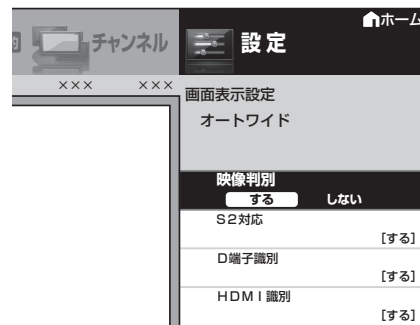 ホーム
チャンネル
設定
××× ×××
画面表示設定
オートワイド
映像判別
する しない
S2対応
[する]
D端子識別
[する]
HDMI識別
[する]